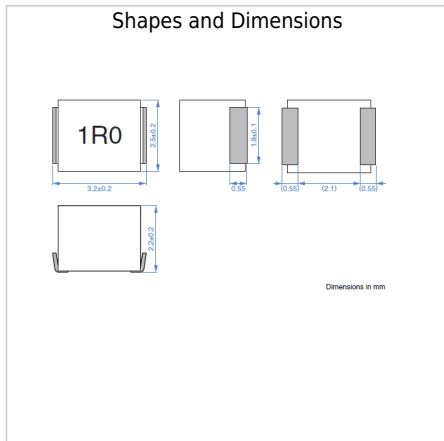 Shapes and Dimensions
1R0
2.5±0.2
3.2±0.2
1.9±0.1
0.55
(0.55)
(2.1)
(0.55)
2.2±0.2
Dimensions in mm